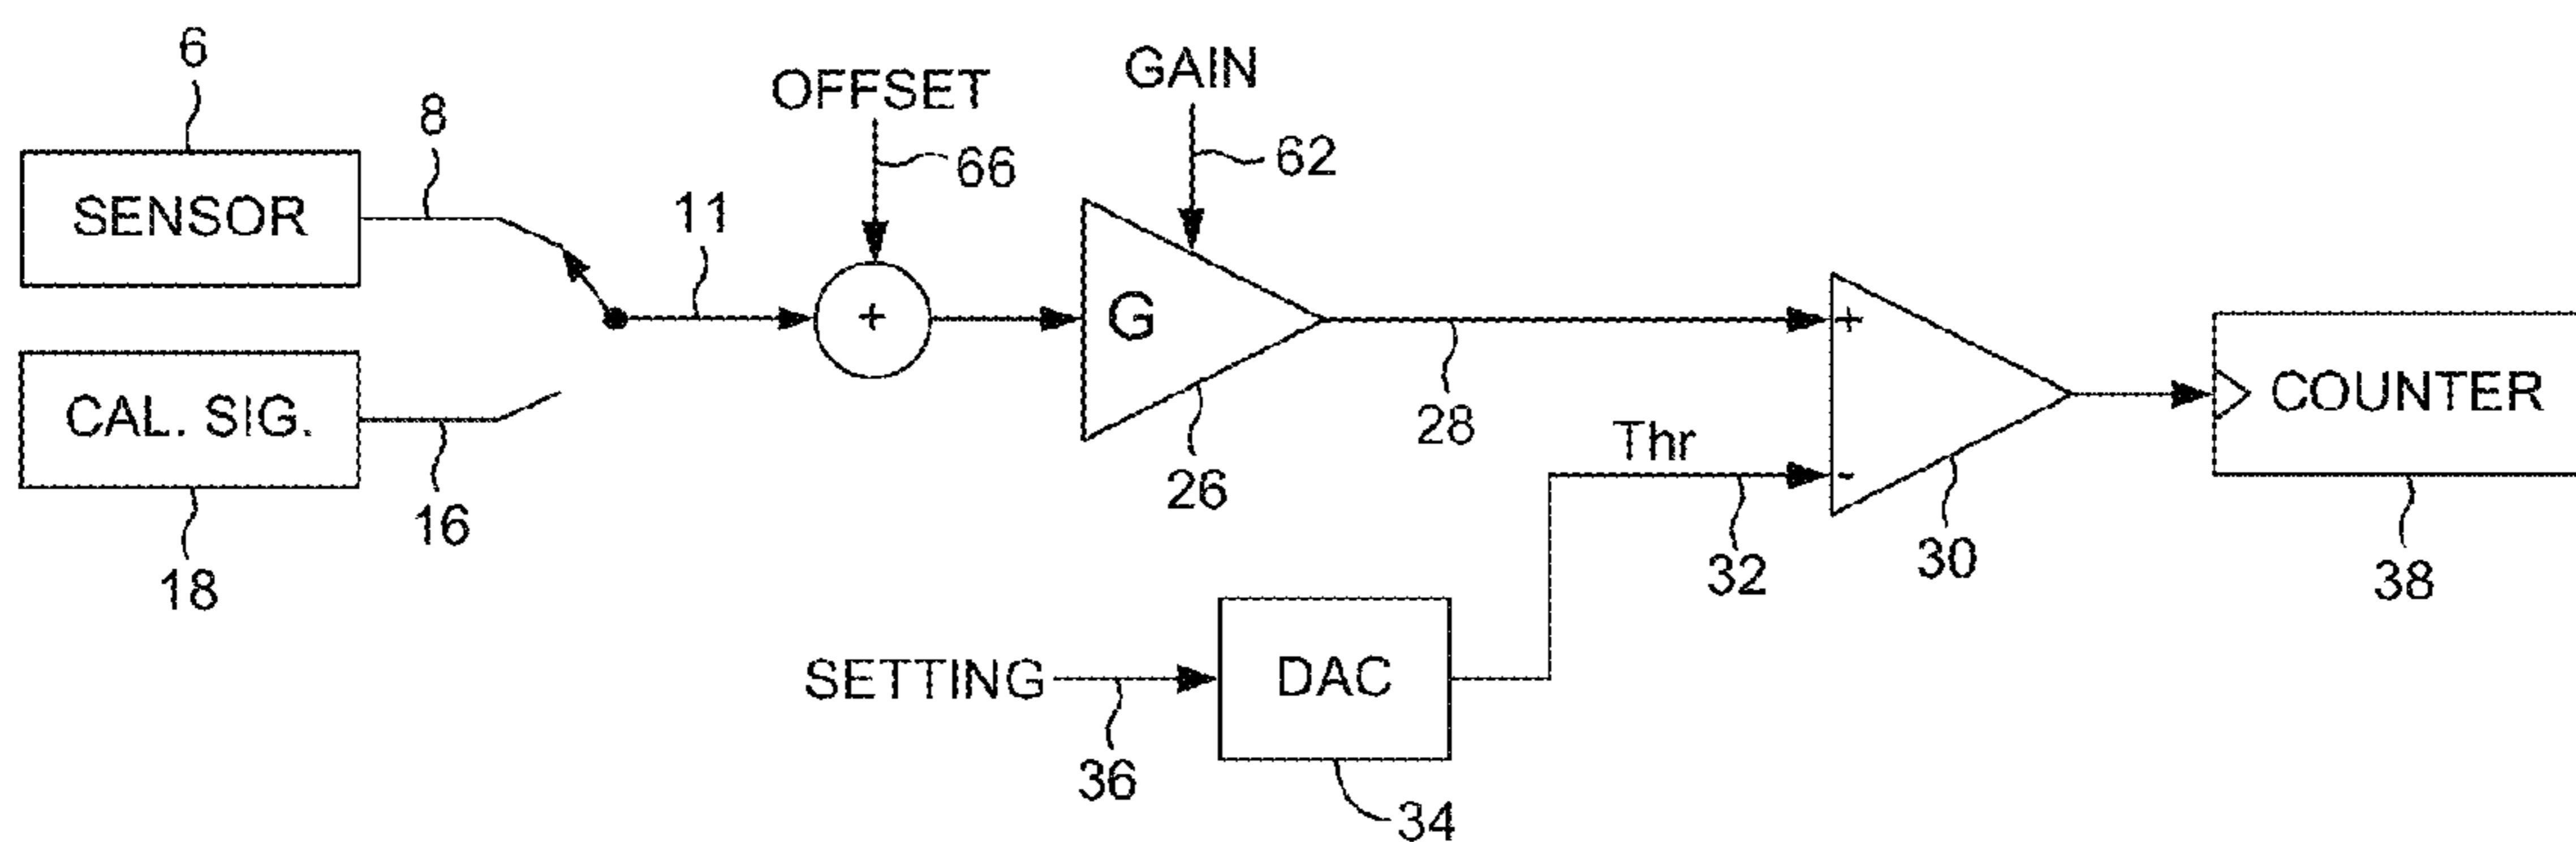 6
8
OFFSET
GAIN
66
62
SENSOR
11
+
G
+
28
CAL. SIG.
16
18
26
Thr
-
32
30
COUNTER
38
SETTING
36
DAC
34